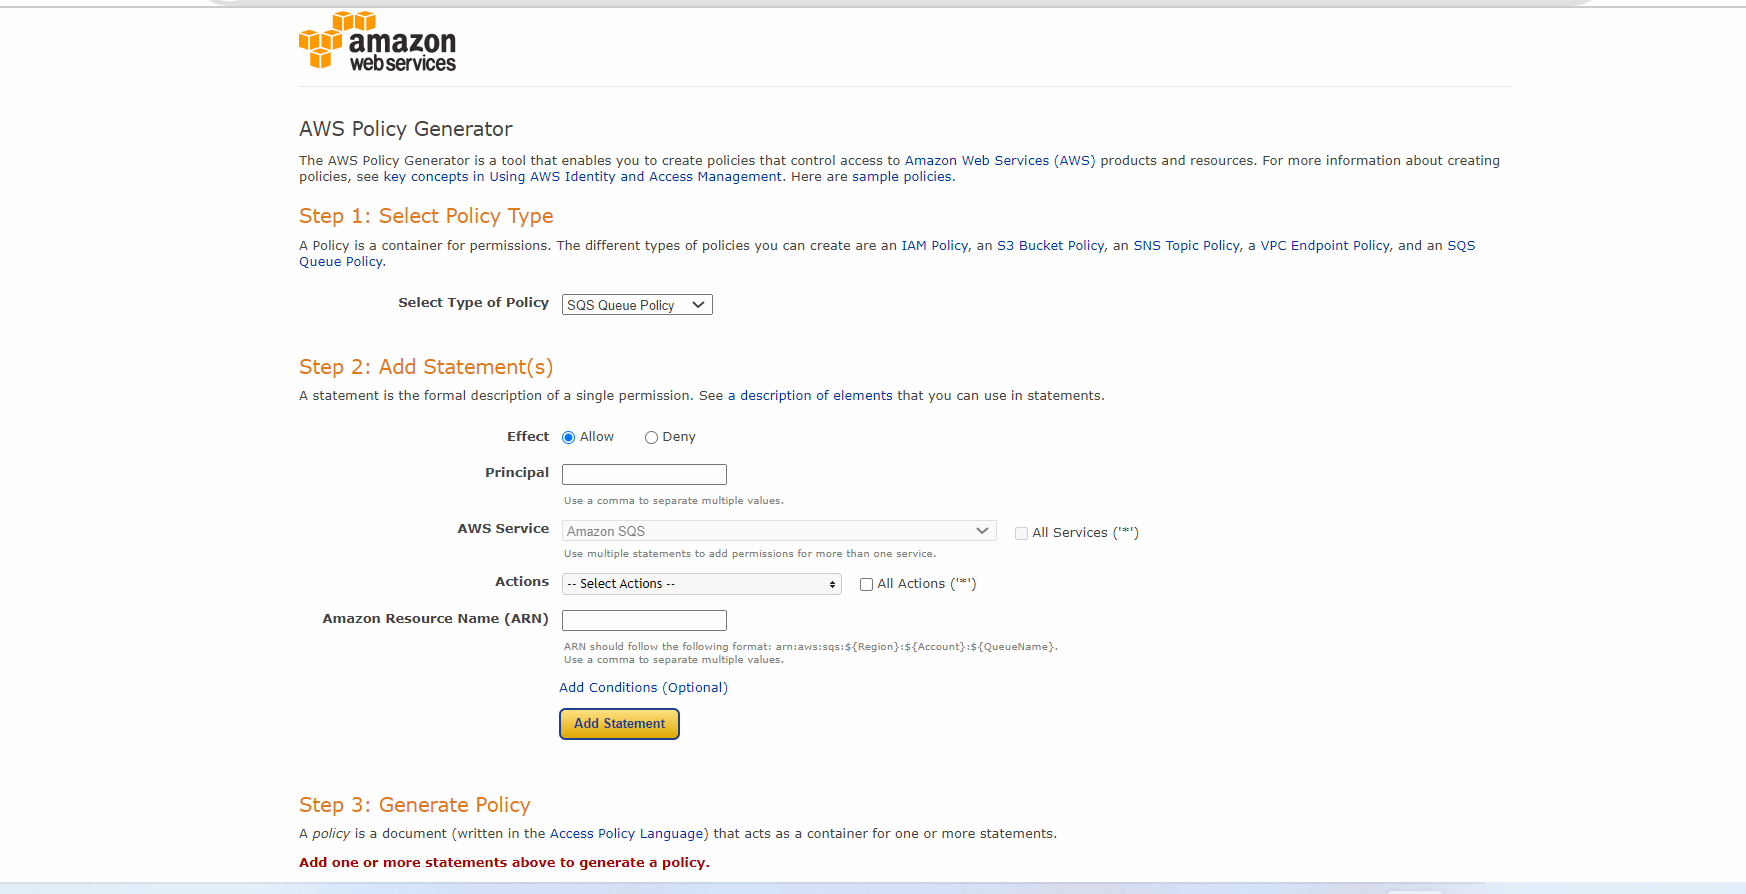 amazon
web services
AWS Policy Generator
The AWS Policy Generator is a tool that enables you to create policies that control access to Amazon Web Services (AWS) products and resources. For more information about creating
policies, see key concepts in Using AWS Identity and Access Management. Here are sample policies.
Step 1: Select Policy Type
A Policy is a container for permissions. The different types of policies you can create are an IAM Policy, an S3 Bucket Policy, an SNS Topic Policy, a VPC Endpoint Policy, and an SQS
Queue Policy.
Select Type of Policy SQS Queue Policy
Step 2: Add Statement(s)
A statement is the formal description of a single permission. See a description of elements that you can use in statements.
Effect Allow Deny
Principal
Use a comma to separate multiple values.
AWS Service Amazon SQS All Services ('*')
Use multiple statements to add permissions for more than one service.
Actions -- Select Actions -- All Actions ('*')
Amazon Resource Name (ARN)
ARN should follow the following format: arn:aws:sqs:${Region}:${Account}:${QueueName}.
Use a comma to separate multiple values.
Add Conditions (Optional)
Add Statement
Step 3: Generate Policy
A policy is a document (written in the Access Policy Language) that acts as a container for one or more statements.
Add one or more statements above to generate a policy.